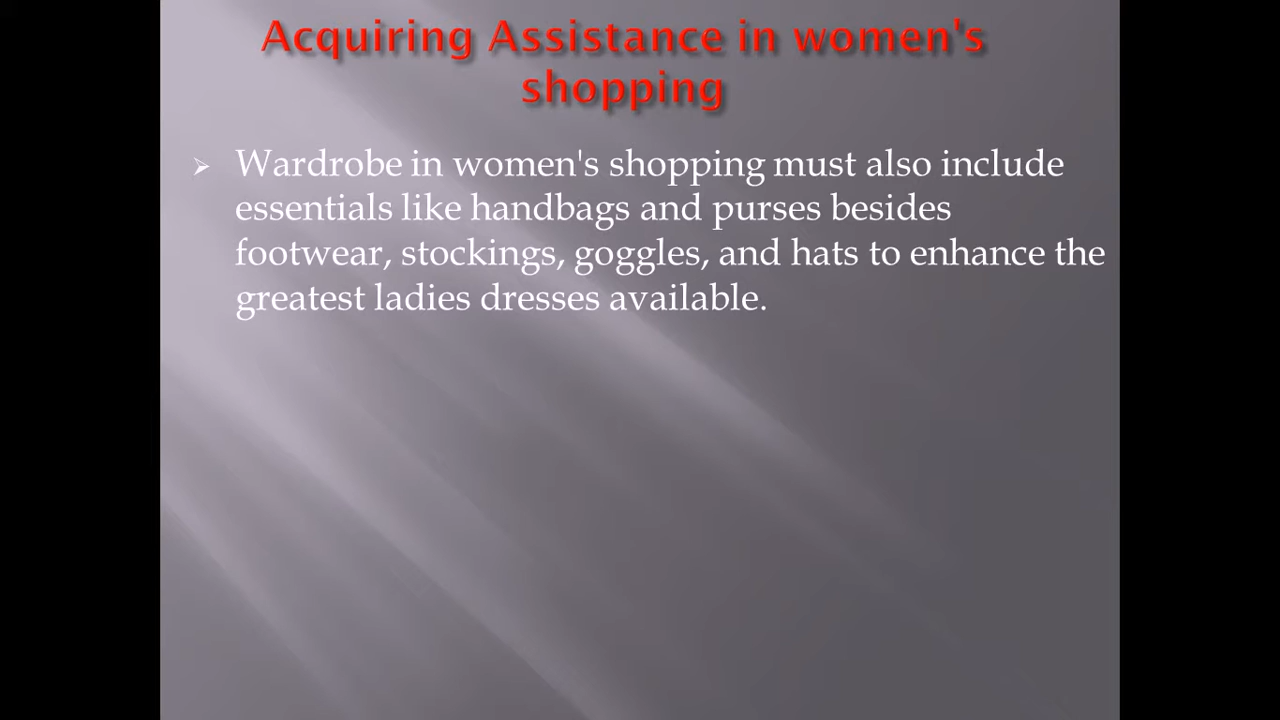 Acquiring Assistance in women's
shopping
Wardrobe in women's shopping must also include
essentials like handbags and purses besides
footwear, stockings, goggles, and hats to enhance the
greatest ladies dresses available.